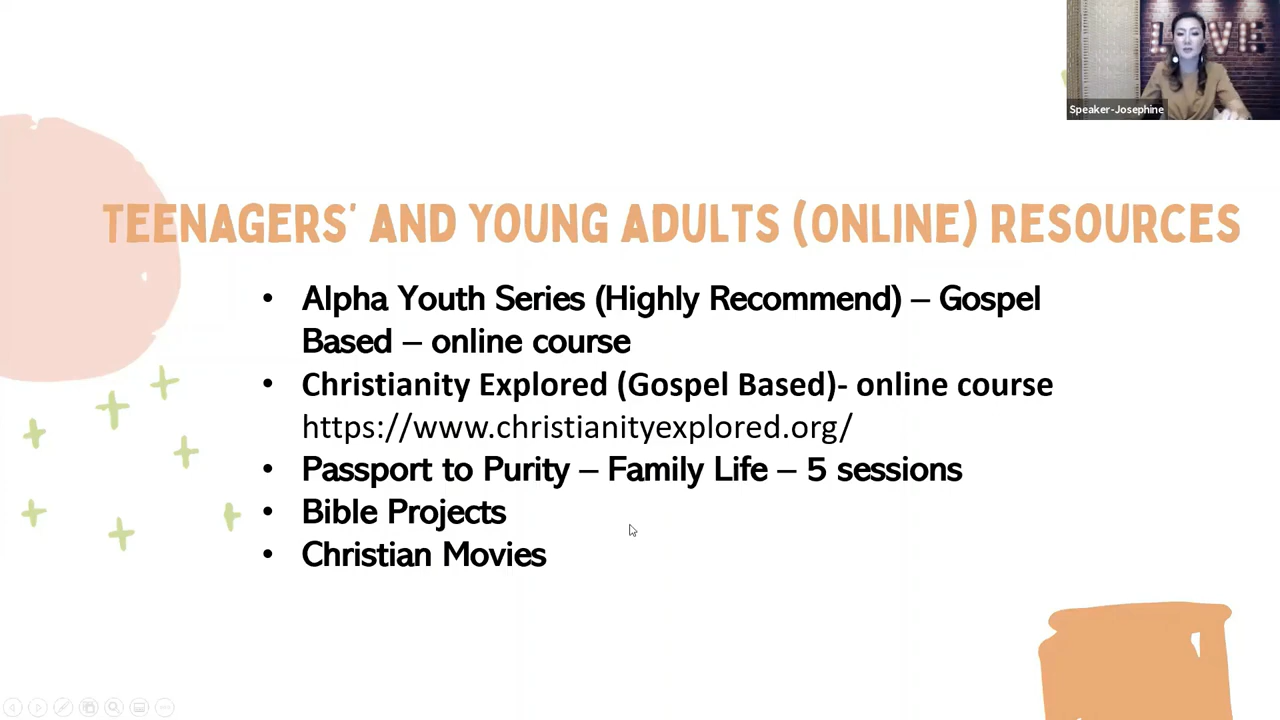 LOVE
Speaker-Josephine
TEENAGERS' AND YOUNG ADULTS (ONLINE) RESOURCES
• Alpha Youth Series (Highly Recommend) – Gospel
Based – online course
• Christianity Explored (Gospel Based)- online course
https://www.christianityexplored.org/
• Passport to Purity – Family Life – 5 sessions
• Bible Projects
• Christian Movies